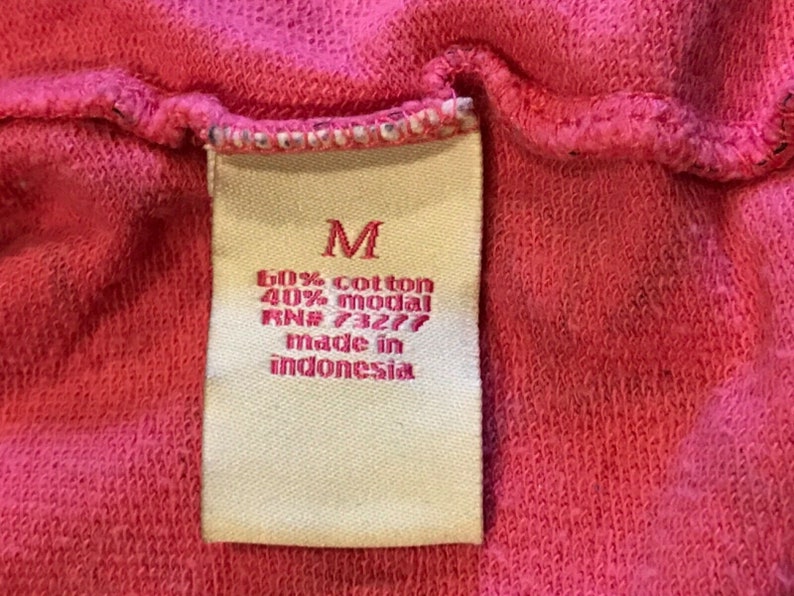 M
60% cotton
40% modal
RN# 73277
made in
indonesia